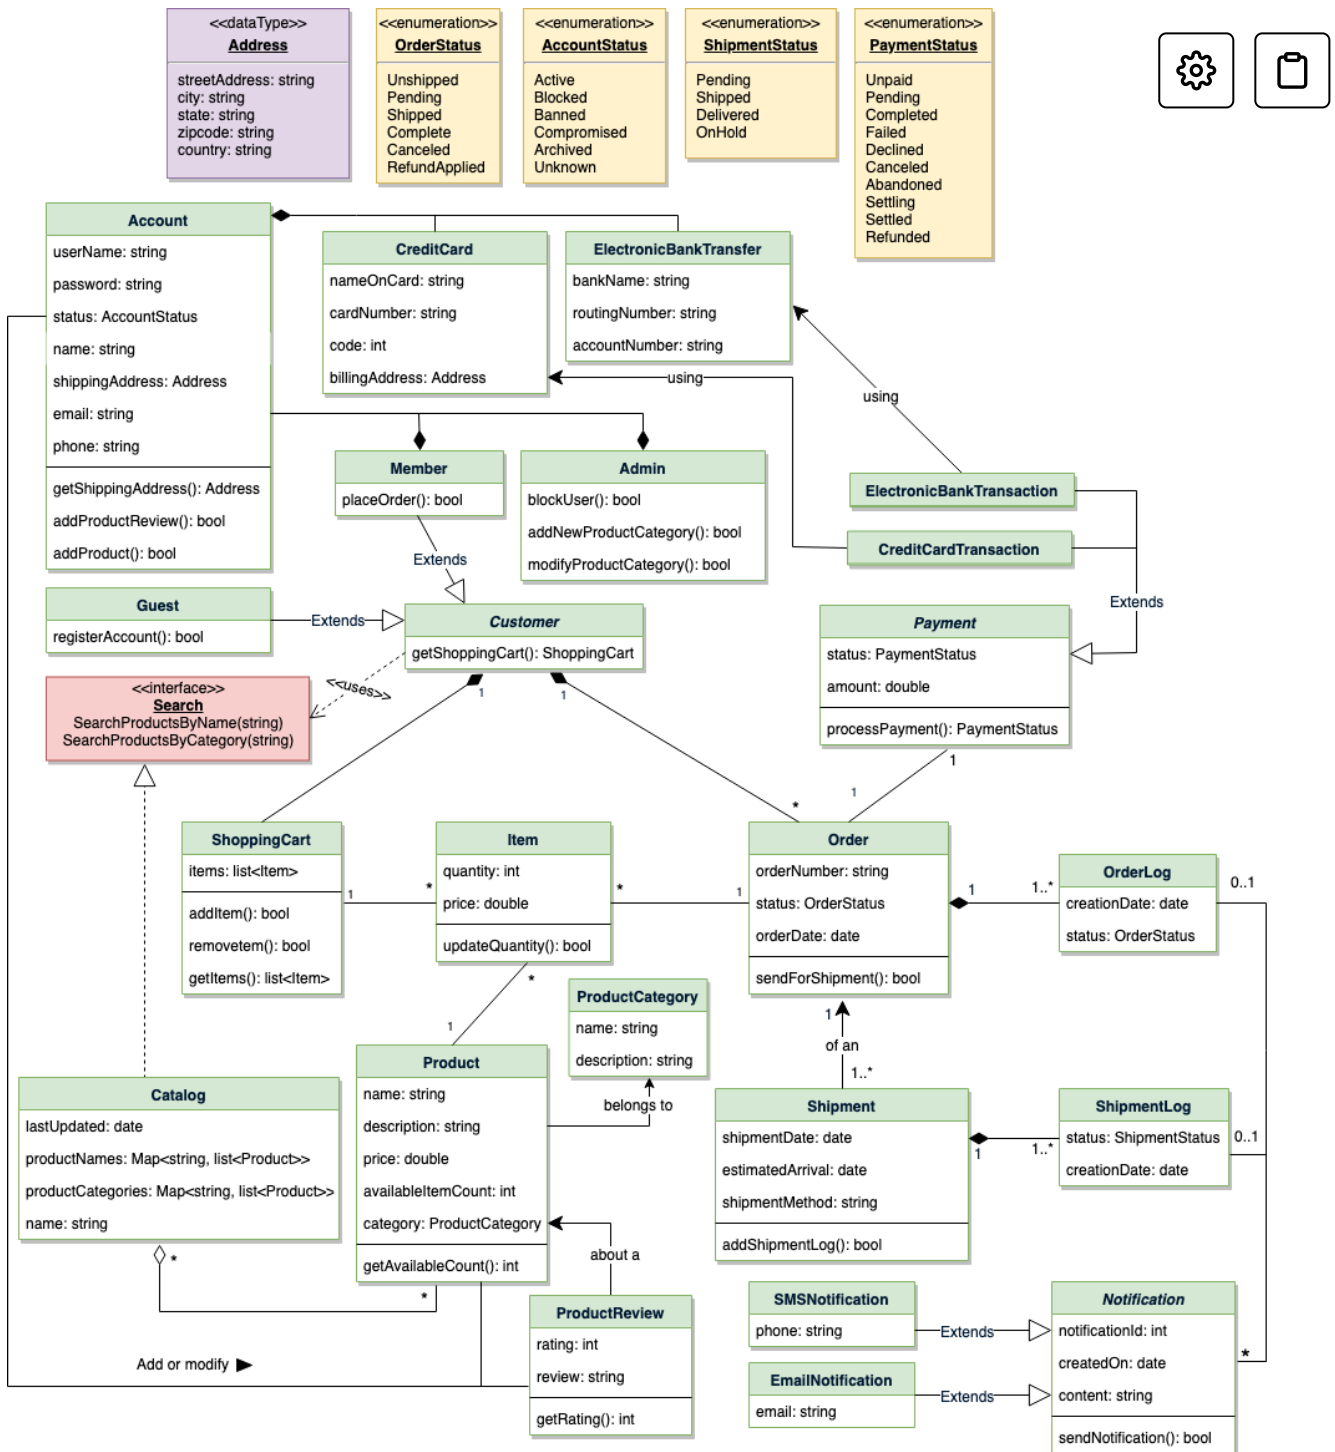 <<dataType>>
Address
streetAddress: string
city: string
state: string
zipcode: string
country: string
<<enumeration>>
OrderStatus
Unshipped
Pending
Shipped
Complete
Canceled
RefundApplied
<<enumeration>>
AccountStatus
Active
Blocked
Banned
Compromised
Archived
Unknown
<<enumeration>>
ShipmentStatus
Pending
Shipped
Delivered
OnHold
<<enumeration>>
PaymentStatus
Unpaid
Pending
Completed
Failed
Declined
Canceled
Abandoned
Settling
Settled
Refunded
Account
userName: string
password: string
status: AccountStatus
name: string
shippingAddress: Address
email: string
phone: string
getShippingAddress(): Address
addProductReview(): bool
addProduct(): bool
CreditCard
nameOnCard: string
cardNumber: string
code: int
billingAddress: Address
ElectronicBankTransfer
bankName: string
routingNumber: string
accountNumber: string
using
using
Member
placeOrder(): bool
Admin
blockUser(): bool
addNewProductCategory(): bool
modifyProductCategory(): bool
ElectronicBankTransaction
CreditCardTransaction
Extends
Extends
Guest
registerAccount(): bool
Extends
Customer
getShoppingCart(): ShoppingCart
Payment
status: PaymentStatus
amount: double
processPayment(): PaymentStatus
<<uses>>
<<interface>>
Search
SearchProductsByName(string)
SearchProductsByCategory(string)
1
1
*
1
1
ShoppingCart
items: list<Item>
addItem(): bool
removetem(): bool
getItems(): list<Item>
1
*
Item
quantity: int
price: double
updateQuantity(): bool
*
1
Order
orderNumber: string
status: OrderStatus
orderDate: date
sendForShipment(): bool
1
1..*
OrderLog
creationDate: date
status: OrderStatus
0..1
*
1
ProductCategory
name: string
description: string
belongs to
1
of an
1..*
Catalog
lastUpdated: date
productNames: Map<string, list<Product>>
productCategories: Map<string, list<Product>>
name: string
*
*
Product
name: string
description: string
price: double
availableItemCount: int
category: ProductCategory
getAvailableCount(): int
about a
Shipment
shipmentDate: date
estimatedArrival: date
shipmentMethod: string
addShipmentLog(): bool
1
1..*
ShipmentLog
status: ShipmentStatus
creationDate: date
0..1
Add or modify
ProductReview
rating: int
review: string
getRating(): int
SMSNotification
phone: string
Extends
EmailNotification
email: string
Extends
Notification
notificationId: int
createdOn: date
content: string
sendNotification(): bool
*